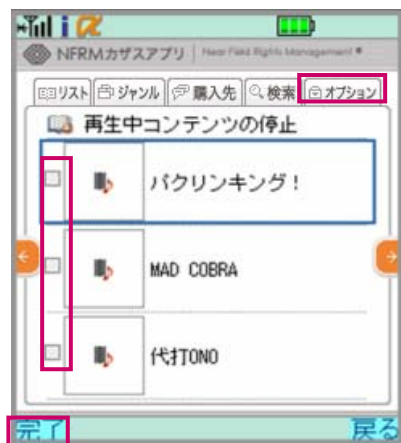 NFRMカザスアプリ Near Field Rights Management
リスト ジャンル 購入先 検索 オプション
再生中コンテンツの停止
バクリンキング！
MAD COBRA
代打TONO
完了 戻る